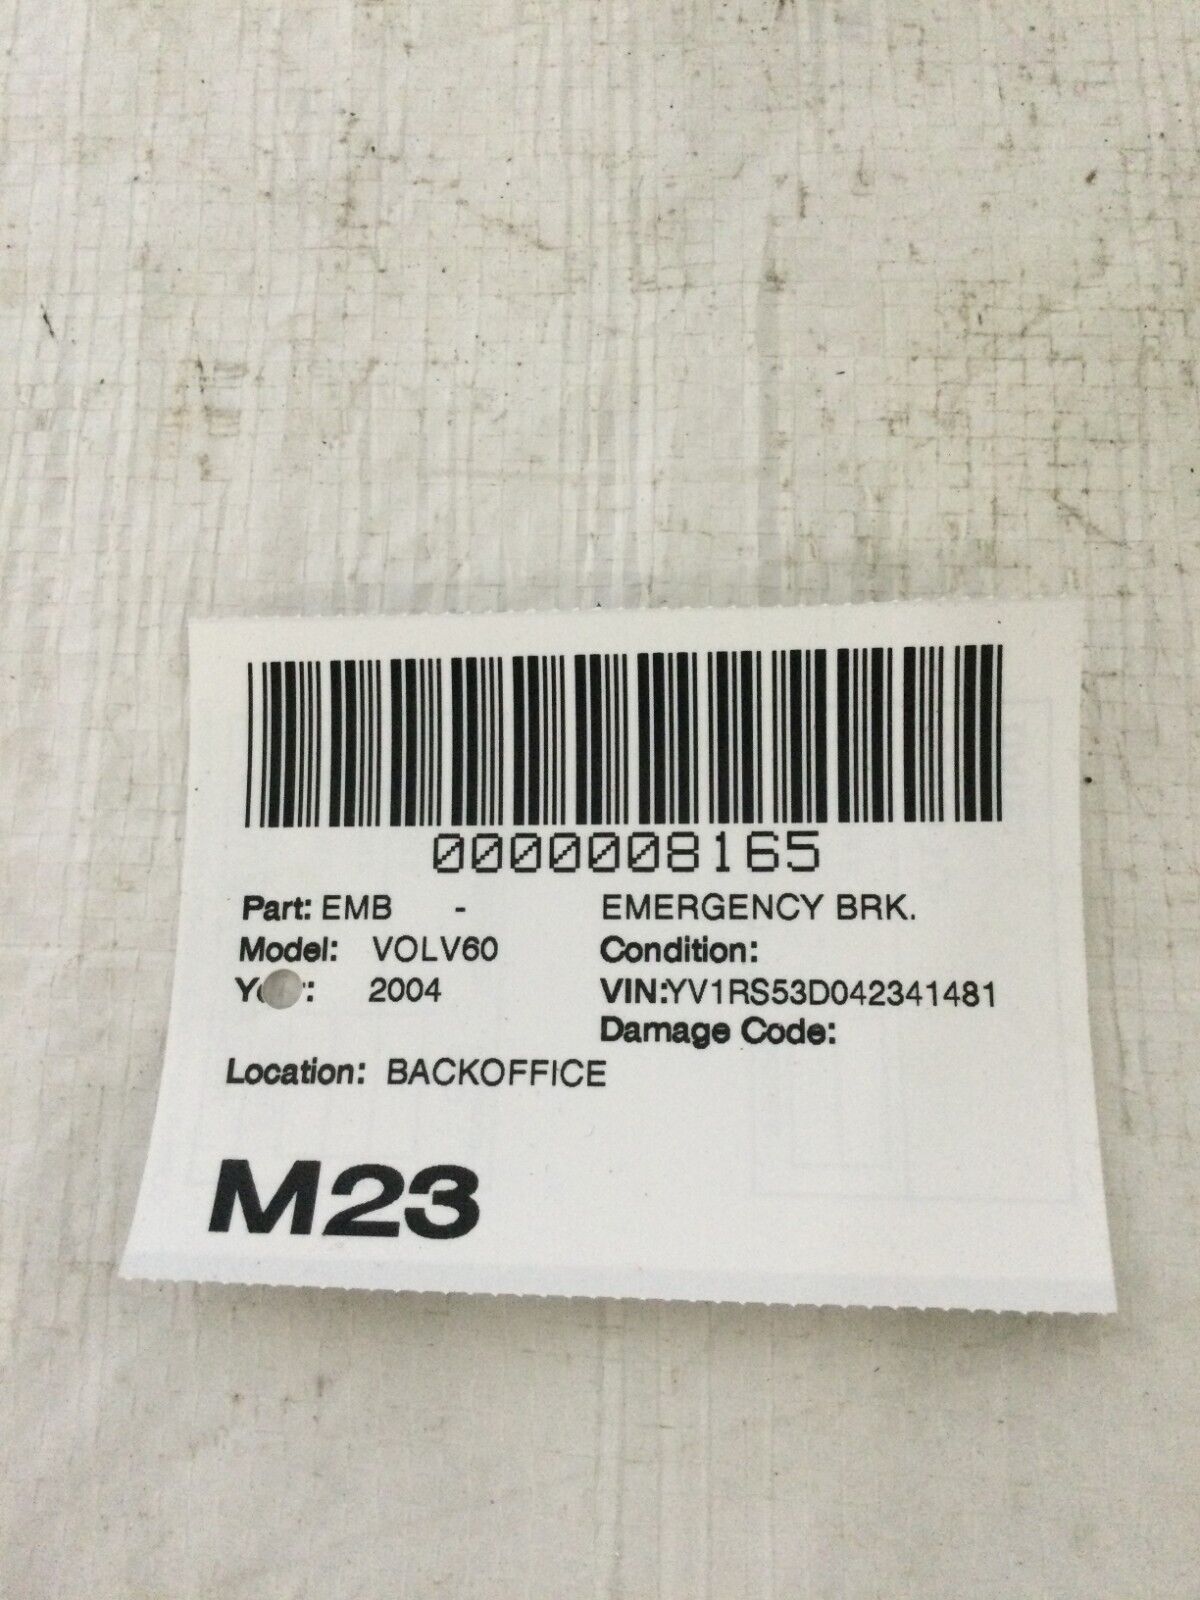 0000008165
Part: EMB - EMERGENCY BRK.
Model: VOLV60 Condition:
2004 VIN:YV1RS53D042341481
Damage Code:
Location: BACKOFFICE
M23